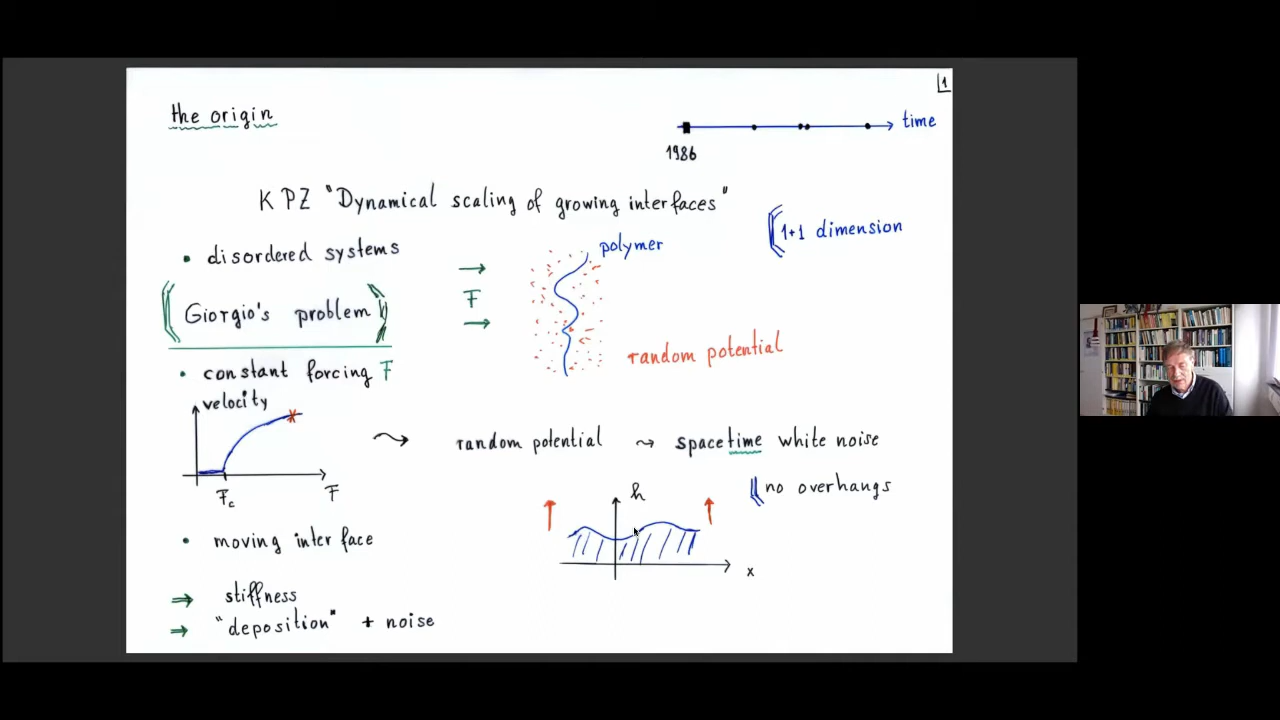 1
the origin
time
1986
KPZ "Dynamical scaling of growing interfaces"
1+1 dimension
• disordered systems
polymer
Giorgio's problem
F
random potential
• constant forcing F
velocity
random potential ⤳ spacetime white noise
F_c
F
h
no overhangs
• moving interface
x
⇒ stiffness
⇒ "deposition" + noise